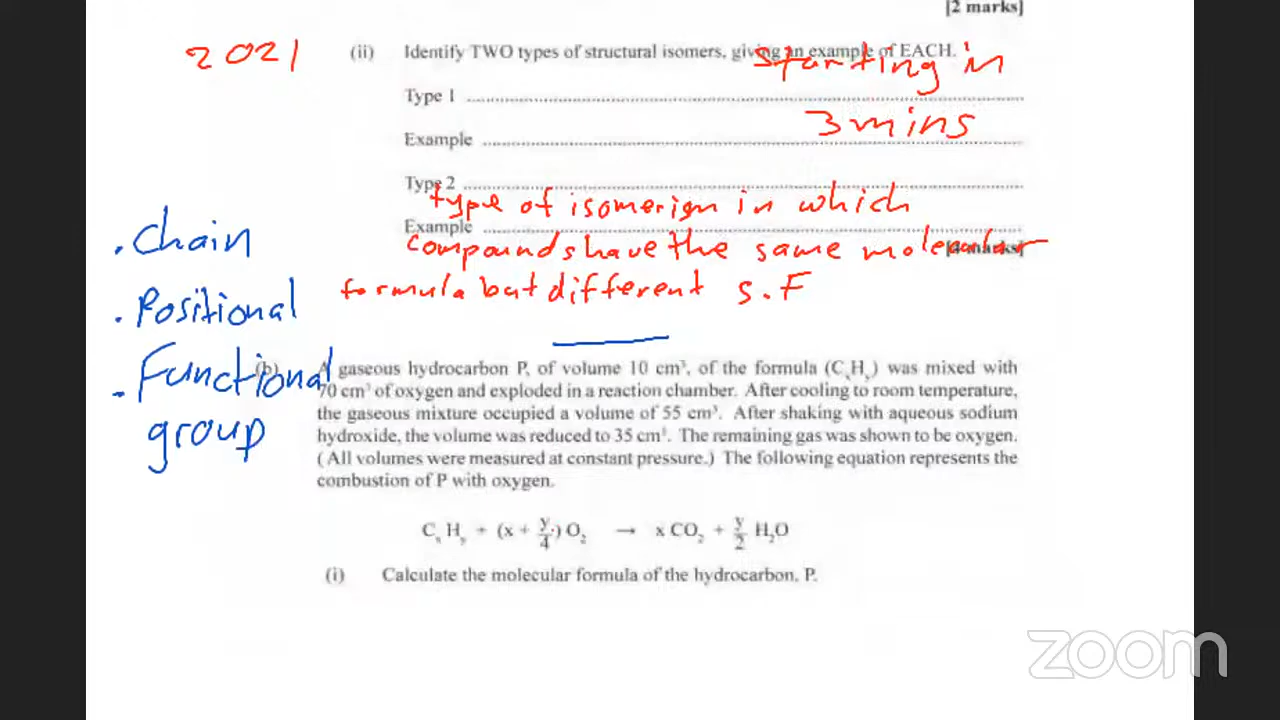 [2 marks]
2021
(ii) Identify TWO types of structural isomers, giving an example of EACH.
starting in
Type 1
3 mins
Example
Type 2
type of isomerism in which
Example
. Chain
compounds have the same molecular
[4 marks]
formula but different S.F
. Positional
(b) A gaseous hydrocarbon P, of volume 10 cm³, of the formula (CₓHᵧ) was mixed with
. Functional
70 cm³ of oxygen and exploded in a reaction chamber. After cooling to room temperature,
the gaseous mixture occupied a volume of 55 cm³. After shaking with aqueous sodium
group
hydroxide, the volume was reduced to 35 cm³. The remaining gas was shown to be oxygen.
(All volumes were measured at constant pressure.) The following equation represents the
combustion of P with oxygen.
CₓHᵧ + (x + y/4) O₂ → x CO₂ + y/2 H₂O
(i) Calculate the molecular formula of the hydrocarbon, P.
zoom